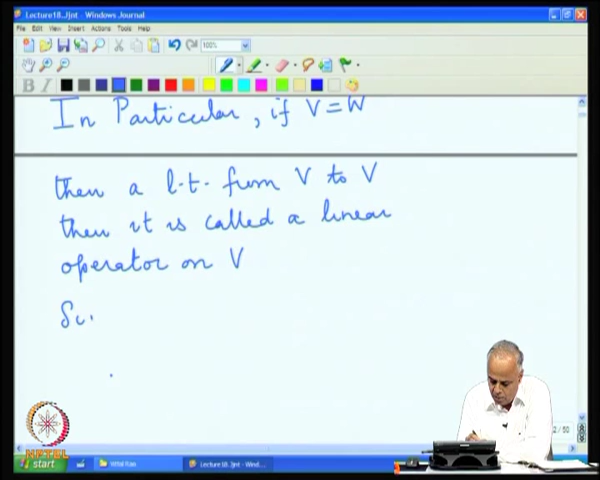 Lecture18.Jnt - Windows Journal
File Edit View Insert Actions Tools Help
100%
B I
In Particular, if V = W
then a l.t. from V to V
then it is called a linear
operator on V
NPTEL
start
Lecture18.Jnt - Wind...